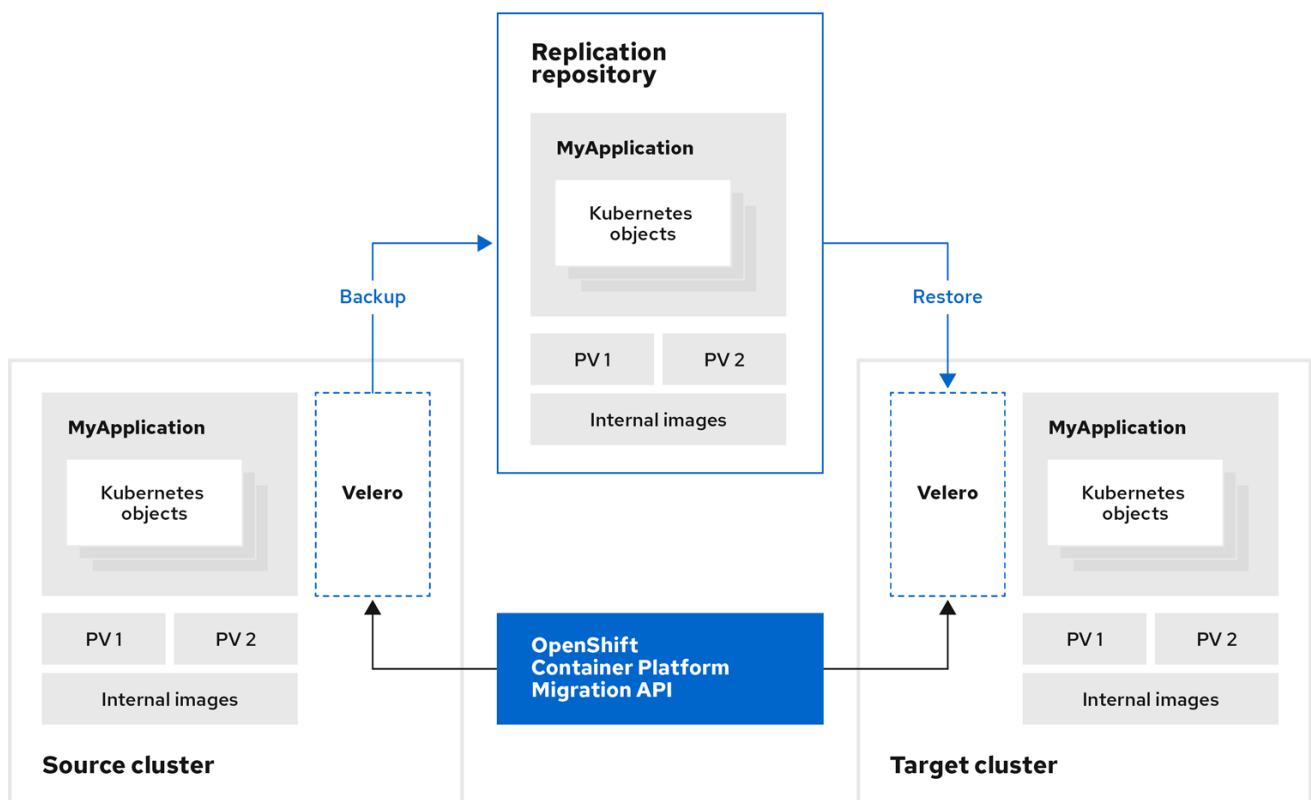 Replication
repository
MyApplication
Kubernetes
objects
PV 1
PV 2
Internal images
Backup
Restore
MyApplication
Kubernetes
objects
Velero
PV 1
PV 2
Internal images
Source cluster
OpenShift
Container Platform
Migration API
Velero
MyApplication
Kubernetes
objects
PV 1
PV 2
Internal images
Target cluster